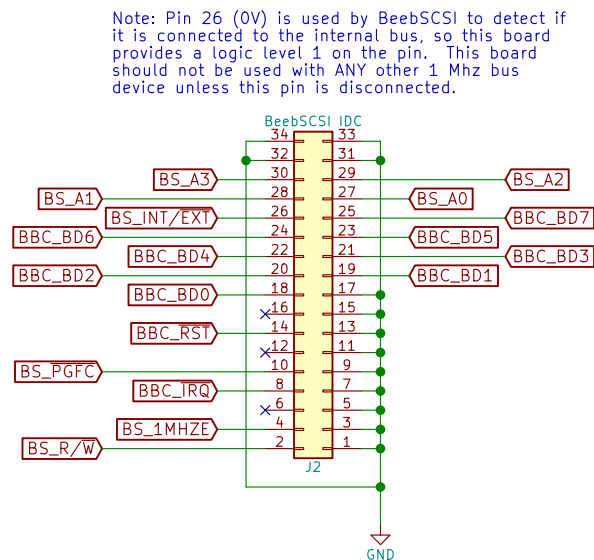 Note: Pin 26 (0V) is used by BeebSCSI to detect if
it is connected to the internal bus, so this board
provides a logic level 1 on the pin.  This board
should not be used with ANY other 1 Mhz bus
device unless this pin is disconnected.
BeebSCSI IDC
34 33
32 31
BS_A3 30 29 BS_A2
BS_A1 28 27 BS_A0
BS_INT/E̅X̅T̅ 26 25 BBC_BD7
BBC_BD6 24 23 BBC_BD5
BBC_BD4 22 21 BBC_BD3
BBC_BD2 20 19 BBC_BD1
BBC_BD0 18 17
16 15
BBC_R̅S̅T̅ 14 13
12 11
BS_P̅G̅F̅C̅ 10 9
BBC_I̅R̅Q̅ 8 7
6 5
BS_1MHZE 4 3
BS_R/W̅ 2 1
J2
GND